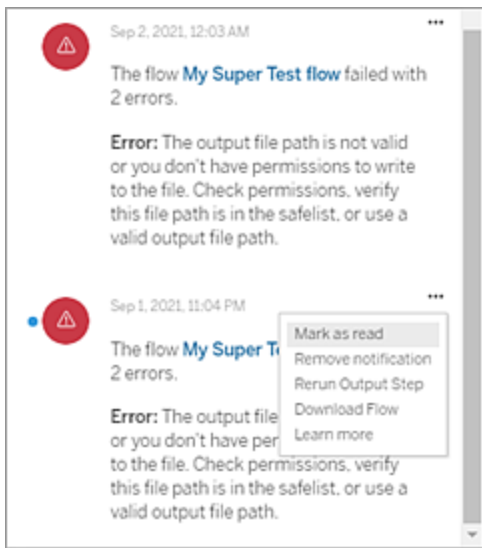 Sep 2, 2021, 12:03 AM
The flow My Super Test flow failed with
2 errors.
Error: The output file path is not valid
or you don't have permissions to write
to the file. Check permissions, verify
this file path is in the safelist, or use a
valid output file path.
Sep 1, 2021, 11:04 PM
The flow My Super
2 errors.
Error: The output file
or you don't have
to the file. Check permissions, verify
this file path is in the safelist, or use a
valid output file path.
Mark as read
Remove notification
Rerun Output Step
Download Flow
Learn more